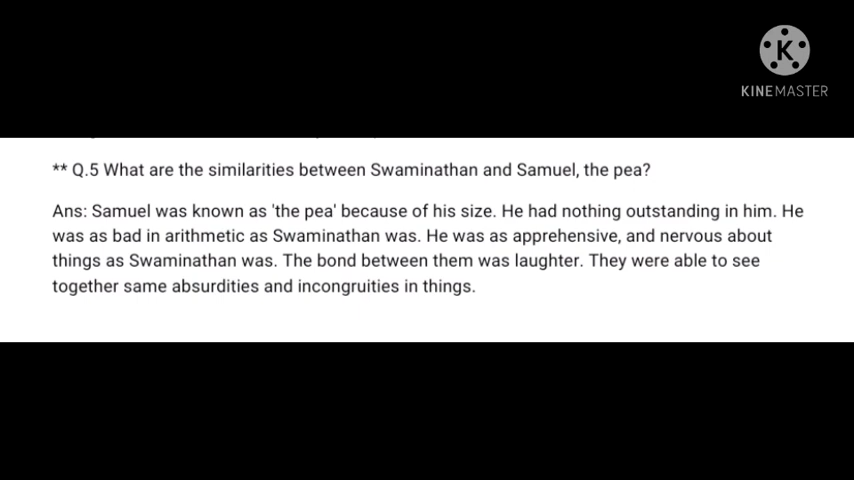 KINEMASTER
** Q.5 What are the similarities between Swaminathan and Samuel, the pea?
Ans: Samuel was known as 'the pea' because of his size. He had nothing outstanding in him. He
was as bad in arithmetic as Swaminathan was. He was as apprehensive, and nervous about
things as Swaminathan was. The bond between them was laughter. They were able to see
together same absurdities and incongruities in things.